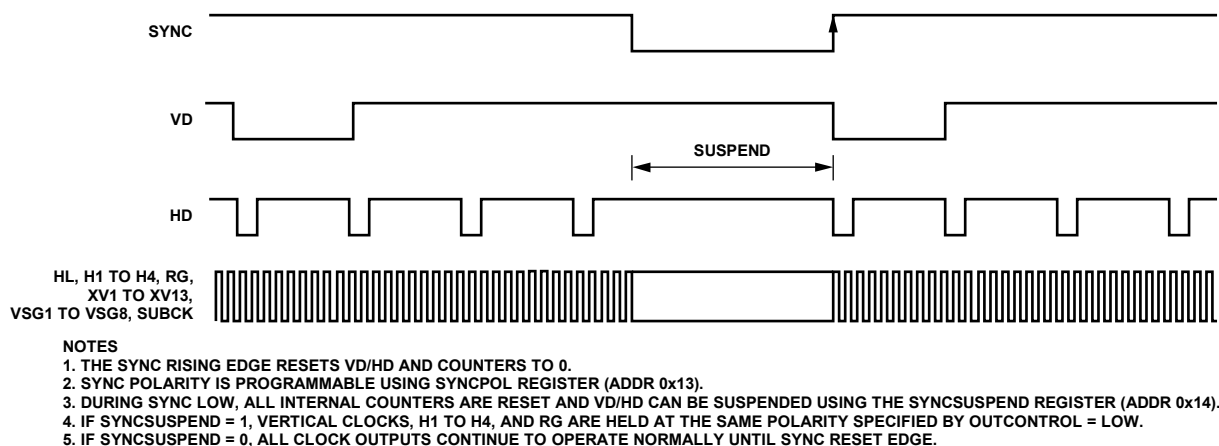 SYNC
VD
SUSPEND
HD
HL, H1 TO H4, RG,
XV1 TO XV13,
VSG1 TO VSG8, SUBCK
NOTES
1. THE SYNC RISING EDGE RESETS VD/HD AND COUNTERS TO 0.
2. SYNC POLARITY IS PROGRAMMABLE USING SYNCPOL REGISTER (ADDR 0x13).
3. DURING SYNC LOW, ALL INTERNAL COUNTERS ARE RESET AND VD/HD CAN BE SUSPENDED USING THE SYNCSUSPEND REGISTER (ADDR 0x14).
4. IF SYNCSUSPEND = 1, VERTICAL CLOCKS, H1 TO H4, AND RG ARE HELD AT THE SAME POLARITY SPECIFIED BY OUTCONTROL = LOW.
5. IF SYNCSUSPEND = 0, ALL CLOCK OUTPUTS CONTINUE TO OPERATE NORMALLY UNTIL SYNC RESET EDGE.